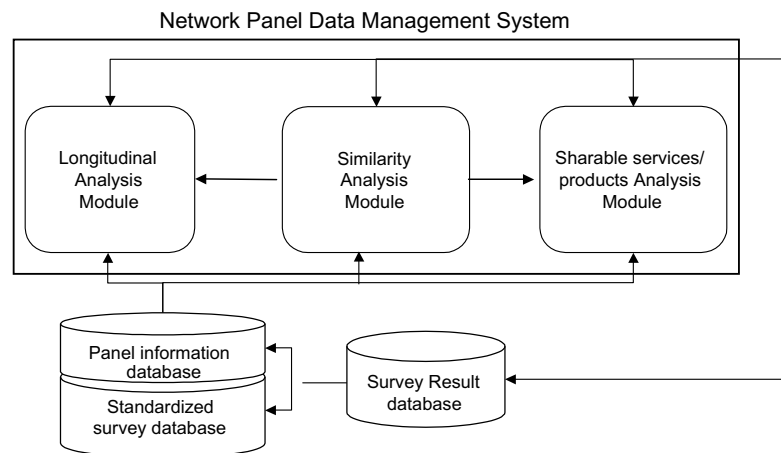 Network Panel Data Management System
Longitudinal
Analysis
Module
Similarity
Analysis
Module
Sharable services/
products Analysis
Module
Panel information
database
Standardized
survey database
Survey Result
database